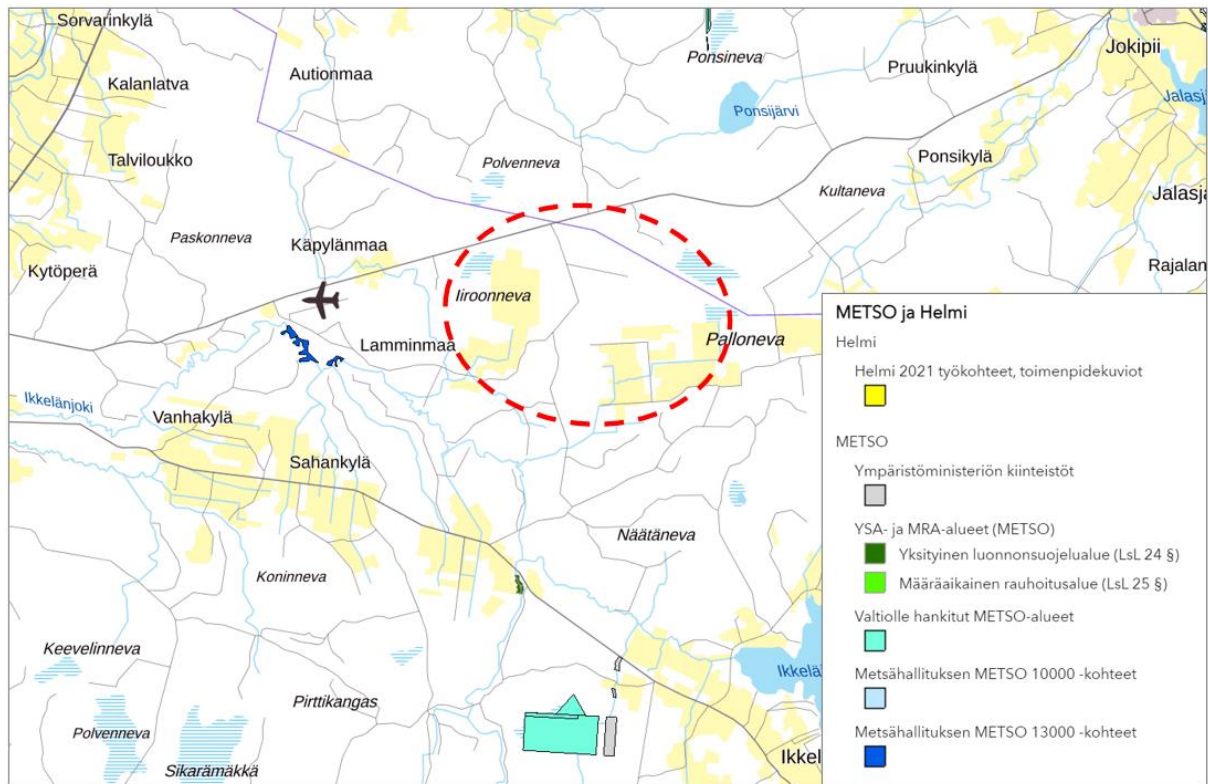 Sorvarinkylä
Ponsineva
Jokipii
Kalanlatva
Autionmaa
Pruukinkylä
Ponsijärvi
Talviloukko
Polvenneva
Ponsikylä
Kultaneva
Paskonneva
Käpylänmaa
Kytöperä
Iiroonneva
Lamminmaa
Palloneva
Ikkelänjoki
Vanhakylä
Sahankylä
Näätäneva
Koninneva
Keevelinneva
Pirttikangas
Polvenneva
Sikarämäkkä
Jalasj
Jalasja
Rajalan
Ikkelä
Ikkel
METSO ja Helmi
Helmi
Helmi 2021 työkohteet, toimenpidekuviot
METSO
Ympäristöministeriön kiinteistöt
YSA- ja MRA-alueet (METSO)
Yksityinen luonnonsuojelualue (LsL 24 §)
Määräaikainen rauhoitusalue (LsL 25 §)
Valtiolle hankitut METSO-alueet
Metsähallituksen METSO 10000 -kohteet
Metsähallituksen METSO 13000 -kohteet